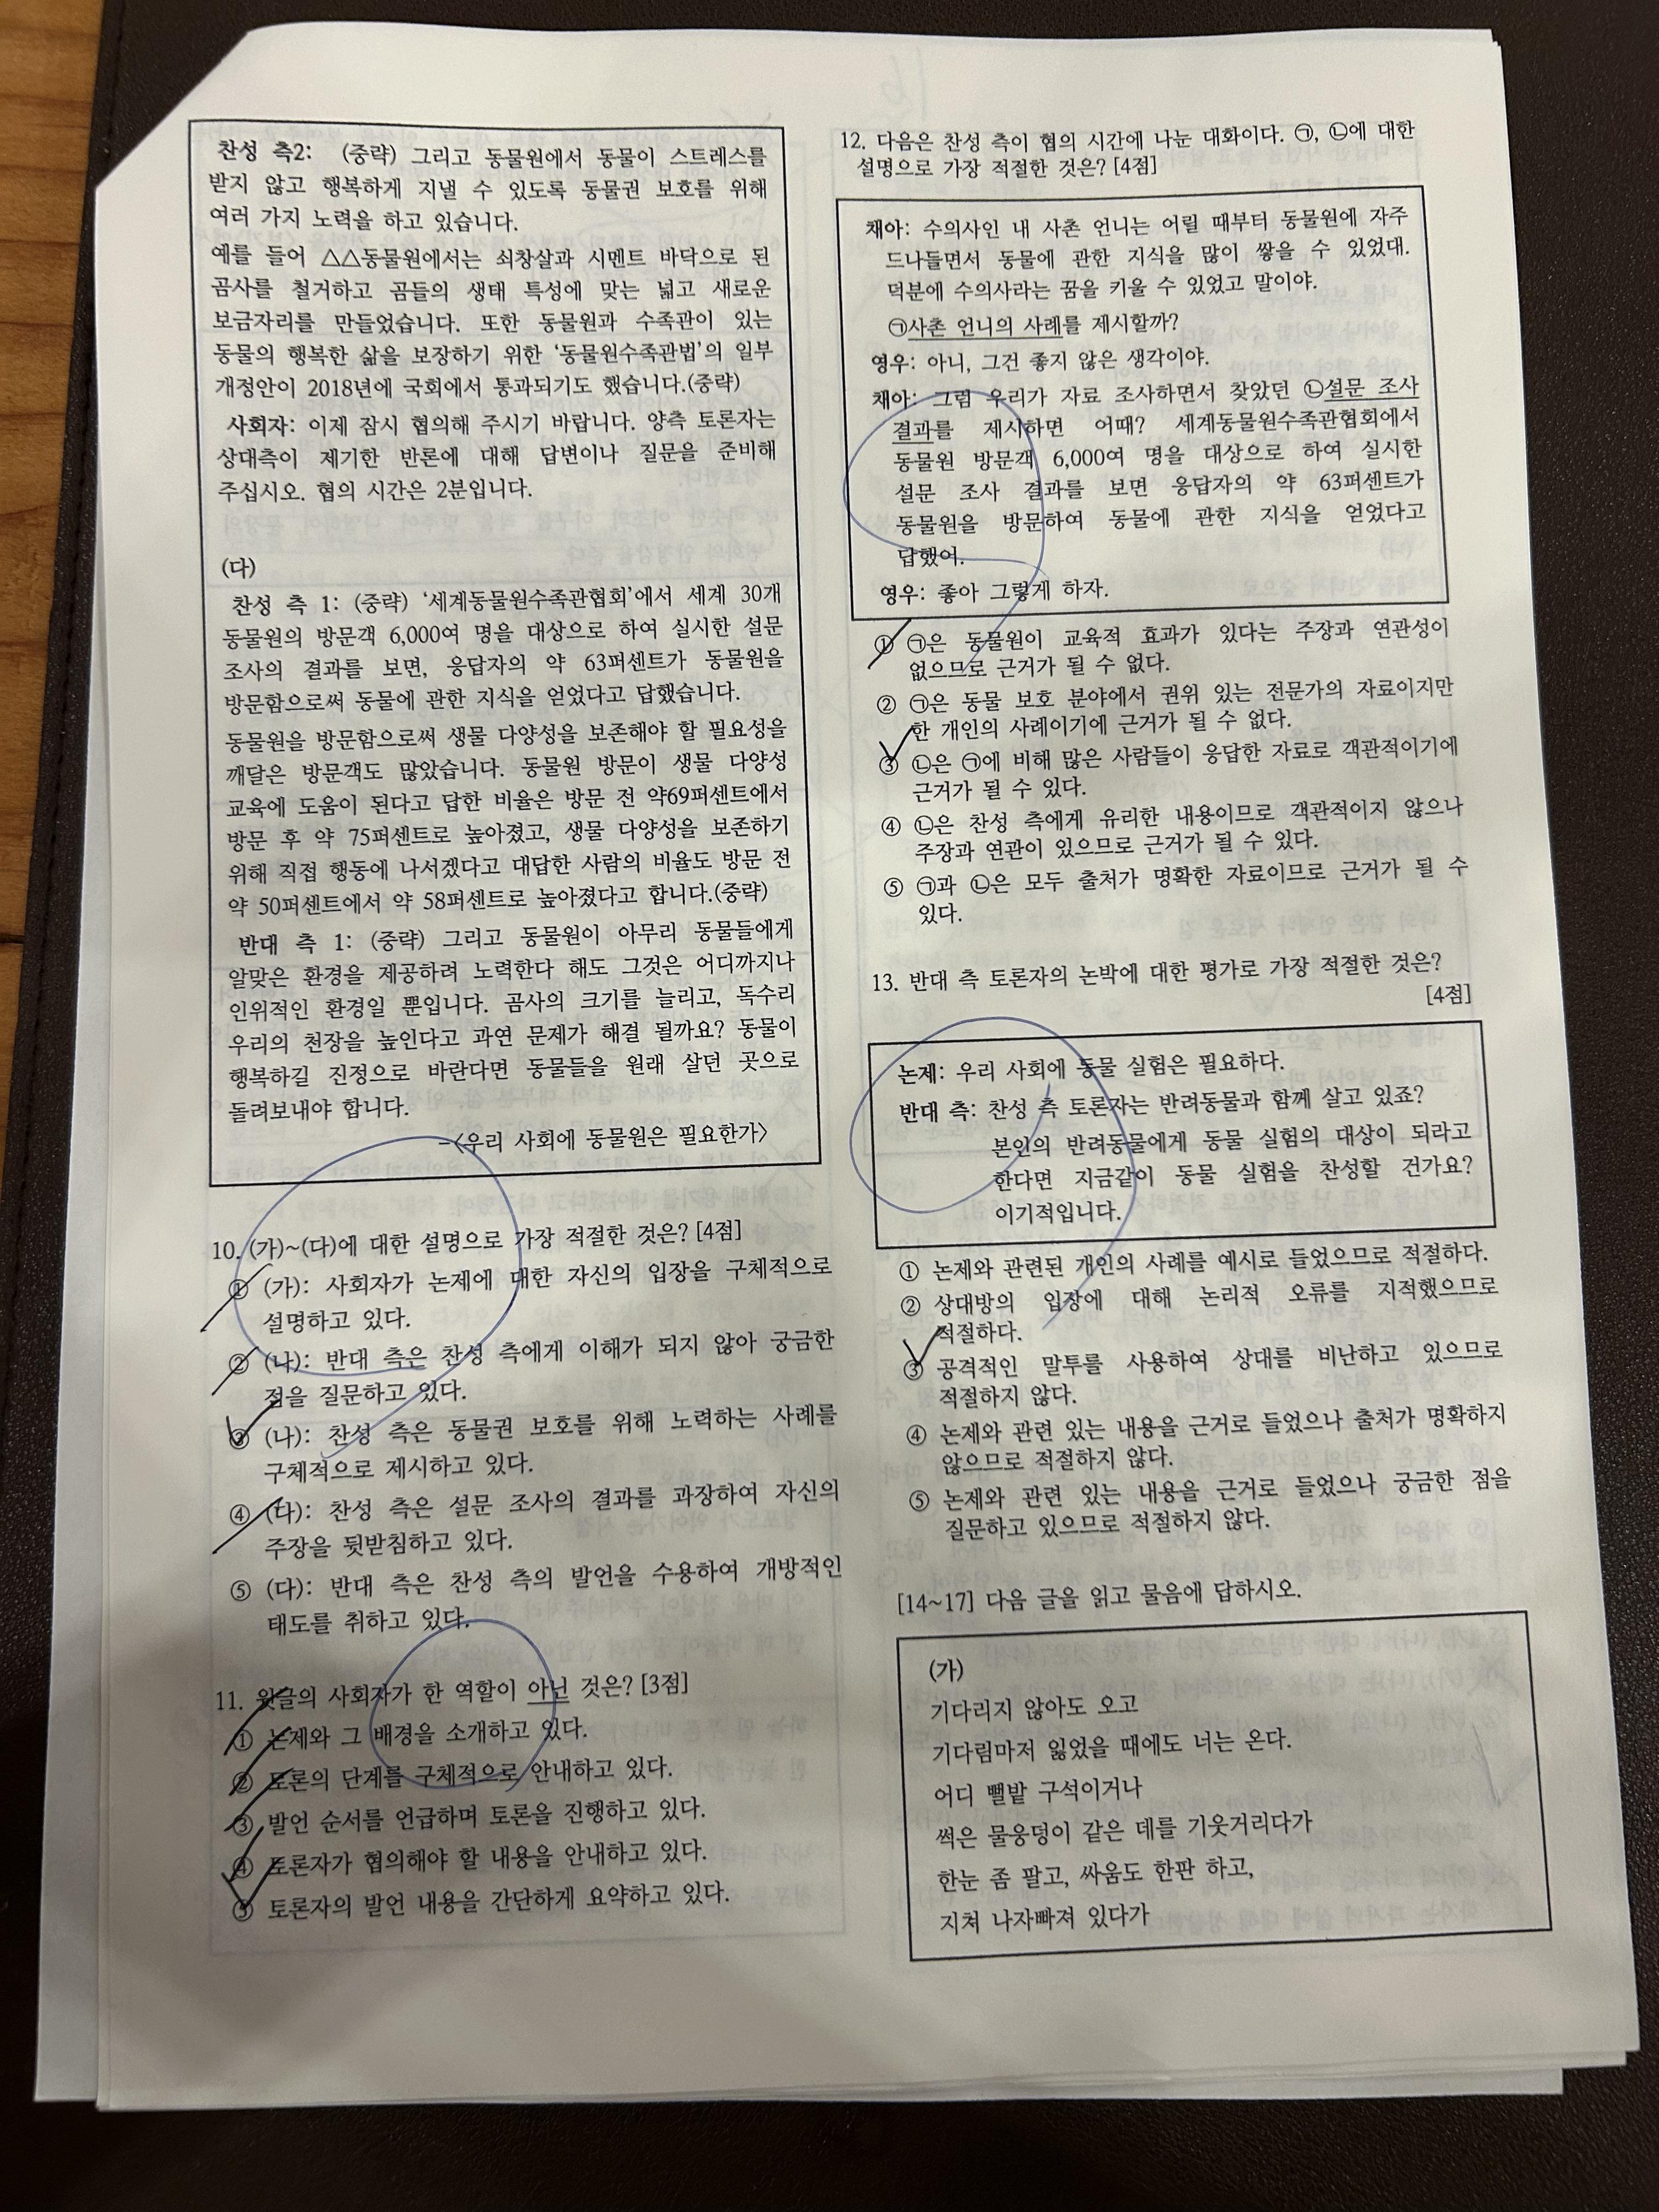 찬성 측2: (중략) 그리고 동물원에서 동물이 스트레스를
받지 않고 행복하게 지낼 수 있도록 동물권 보호를 위해
여러 가지 노력을 하고 있습니다.
예를 들어 △△동물원에서는 쇠창살과 시멘트 바닥으로 된
곰사를 철거하고 곰들의 생태 특성에 맞는 넓고 새로운
보금자리를 만들었습니다. 또한 동물원과 수족관이 있는
동물의 행복한 삶을 보장하기 위한 ‘동물원수족관법’의 일부
개정안이 2018년에 국회에서 통과되기도 했습니다.(중략)
사회자: 이제 잠시 협의해 주시기 바랍니다. 양측 토론자는
상대측이 제기한 반론에 대해 답변이나 질문을 준비해
주십시오. 협의 시간은 2분입니다.
(다)
찬성 측 1: (중략) ‘세계동물원수족관협회’에서 세계 30개
동물원의 방문객 6,000여 명을 대상으로 하여 실시한 설문
조사의 결과를 보면, 응답자의 약 63퍼센트가 동물원을
방문함으로써 동물에 관한 지식을 얻었다고 답했습니다.
동물원을 방문함으로써 생물 다양성을 보존해야 할 필요성을
깨달은 방문객도 많았습니다. 동물원 방문이 생물 다양성
교육에 도움이 된다고 답한 비율은 방문 전 약69퍼센트에서
방문 후 약 75퍼센트로 높아졌고, 생물 다양성을 보존하기
위해 직접 행동에 나서겠다고 대답한 사람의 비율도 방문 전
약 50퍼센트에서 약 58퍼센트로 높아졌다고 합니다.(중략)
반대 측 1: (중략) 그리고 동물원이 아무리 동물들에게
알맞은 환경을 제공하려 노력한다 해도 그것은 어디까지나
인위적인 환경일 뿐입니다. 곰사의 크기를 늘리고, 독수리
우리의 천장을 높인다고 과연 문제가 해결 될까요? 동물이
행복하길 진정으로 바란다면 동물들을 원래 살던 곳으로
돌려보내야 합니다.
-<우리 사회에 동물원은 필요한가>
10. (가)~(다)에 대한 설명으로 가장 적절한 것은? [4점]
① (가): 사회자가 논제에 대한 자신의 입장을 구체적으로
설명하고 있다.
② (나): 반대 측은 찬성 측에게 이해가 되지 않아 궁금한
점을 질문하고 있다.
③ (나): 찬성 측은 동물권 보호를 위해 노력하는 사례를
구체적으로 제시하고 있다.
④ (다): 찬성 측은 설문 조사의 결과를 과장하여 자신의
주장을 뒷받침하고 있다.
⑤ (다): 반대 측은 찬성 측의 발언을 수용하여 개방적인
태도를 취하고 있다.
11. 윗글의 사회자가 한 역할이 아닌 것은? [3점]
① 논제와 그 배경을 소개하고 있다.
② 토론의 단계를 구체적으로 안내하고 있다.
③ 발언 순서를 언급하며 토론을 진행하고 있다.
④ 토론자가 협의해야 할 내용을 안내하고 있다.
⑤ 토론자의 발언 내용을 간단하게 요약하고 있다.
12. 다음은 찬성 측이 협의 시간에 나눈 대화이다. ㉠, ㉡에 대한
설명으로 가장 적절한 것은? [4점]
채아: 수의사인 내 사촌 언니는 어릴 때부터 동물원에 자주
드나들면서 동물에 관한 지식을 많이 쌓을 수 있었대.
덕분에 수의사라는 꿈을 키울 수 있었고 말이야.
㉠사촌 언니의 사례를 제시할까?
영우: 아니, 그건 좋지 않은 생각이야.
채아: 그럼 우리가 자료 조사하면서 찾았던 ㉡설문 조사
결과를 제시하면 어때? 세계동물원수족관협회에서
동물원 방문객 6,000여 명을 대상으로 하여 실시한
설문 조사 결과를 보면 응답자의 약 63퍼센트가
동물원을 방문하여 동물에 관한 지식을 얻었다고
답했어.
영우: 좋아 그렇게 하자.
① ㉠은 동물원이 교육적 효과가 있다는 주장과 연관성이
없으므로 근거가 될 수 없다.
② ㉠은 동물 보호 분야에서 권위 있는 전문가의 자료이지만
한 개인의 사례이기에 근거가 될 수 없다.
③ ㉡은 ㉠에 비해 많은 사람들이 응답한 자료로 객관적이기에
근거가 될 수 있다.
④ ㉡은 찬성 측에게 유리한 내용이므로 객관적이지 않으나
주장과 연관이 있으므로 근거가 될 수 있다.
⑤ ㉠과 ㉡은 모두 출처가 명확한 자료이므로 근거가 될 수
있다.
13. 반대 측 토론자의 논박에 대한 평가로 가장 적절한 것은?
[4점]
논제: 우리 사회에 동물 실험은 필요하다.
반대 측: 찬성 측 토론자는 반려동물과 함께 살고 있죠?
본인의 반려동물에게 동물 실험의 대상이 되라고
한다면 지금같이 동물 실험을 찬성할 건가요?
이기적입니다.
① 논제와 관련된 개인의 사례를 예시로 들었으므로 적절하다.
② 상대방의 입장에 대해 논리적 오류를 지적했으므로
적절하다.
③ 공격적인 말투를 사용하여 상대를 비난하고 있으므로
적절하지 않다.
④ 논제와 관련 있는 내용을 근거로 들었으나 출처가 명확하지
않으므로 적절하지 않다.
⑤ 논제와 관련 있는 내용을 근거로 들었으나 궁금한 점을
질문하고 있으므로 적절하지 않다.
[14~17] 다음 글을 읽고 물음에 답하시오.
(가)
기다리지 않아도 오고
기다림마저 잃었을 때에도 너는 온다.
어디 뻘밭 구석이거나
썩은 물웅덩이 같은 데를 기웃거리다가
한눈 좀 팔고, 싸움도 한판 하고,
지쳐 나자빠져 있다가